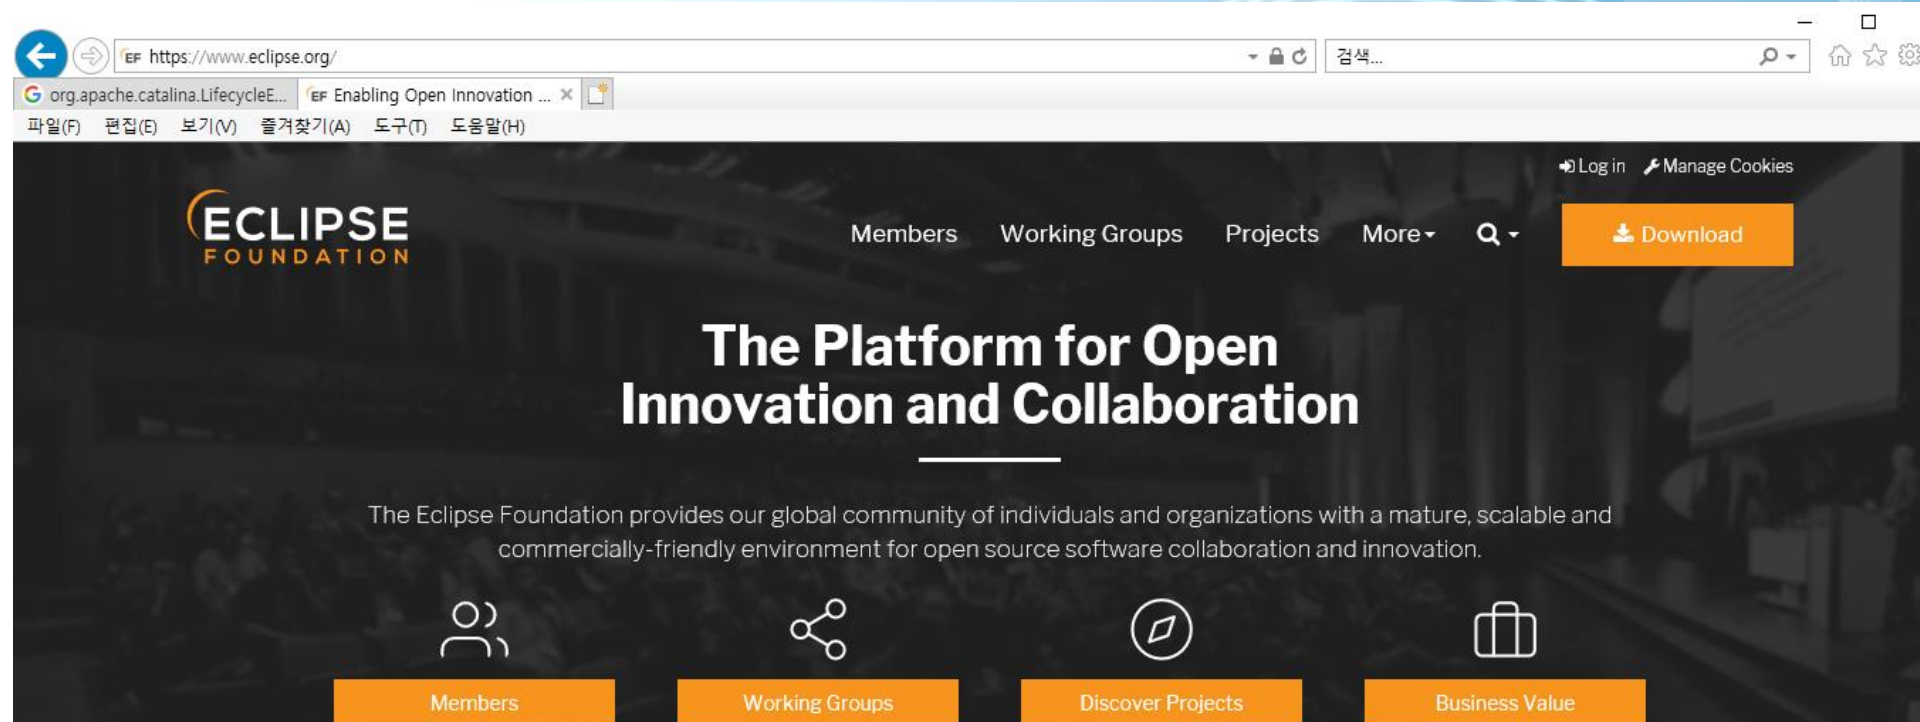 EF https://www.eclipse.org/
검색...
G org.apache.catalina.LifecycleE... EF Enabling Open Innovation ...
파일(F) 편집(E) 보기(V) 즐겨찾기(A) 도구(T) 도움말(H)
Log in Manage Cookies
ECLIPSE
FOUNDATION
Members Working Groups Projects More Download
The Platform for Open
Innovation and Collaboration
The Eclipse Foundation provides our global community of individuals and organizations with a mature, scalable and
commercially-friendly environment for open source software collaboration and innovation.
Members Working Groups Discover Projects Business Value